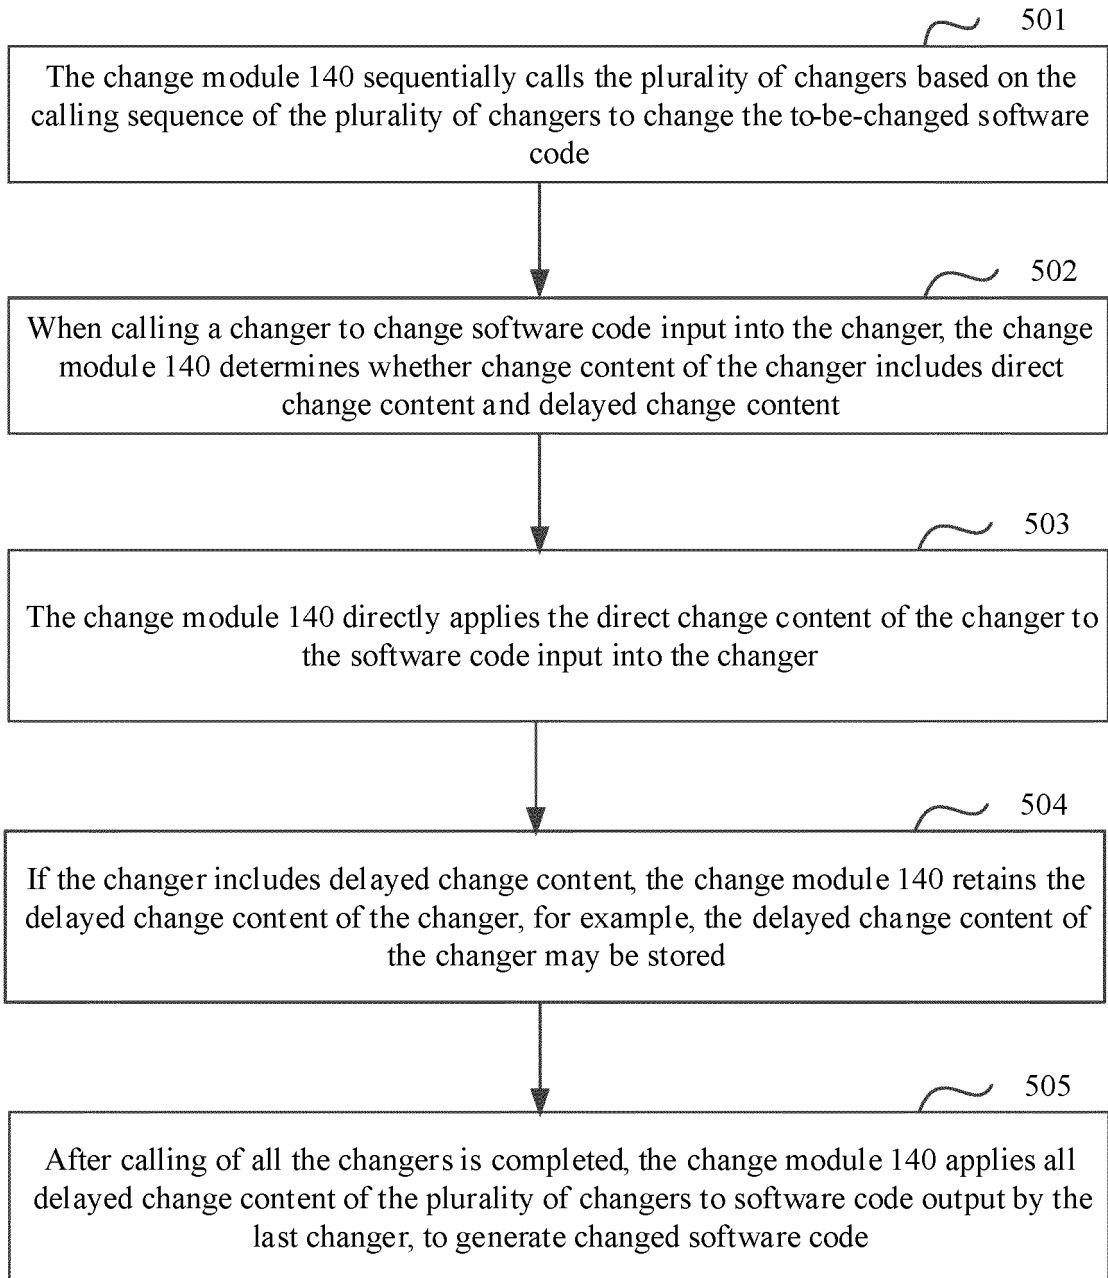 501
The change module 140 sequentially calls the plurality of changers based on the
calling sequence of the plurality of changers to change the to-be-changed software
code
502
When calling a changer to change software code input into the changer, the change
module 140 determines whether change content of the changer includes direct
change content and delayed change content
503
The change module 140 directly applies the direct change content of the changer to
the software code input into the changer
504
If the changer includes delayed change content, the change module 140 retains the
delayed change content of the changer, for example, the delayed change content of
the changer may be stored
505
After calling of all the changers is completed, the change module 140 applies all
delayed change content of the plurality of changers to software code output by the
last changer, to generate changed software code